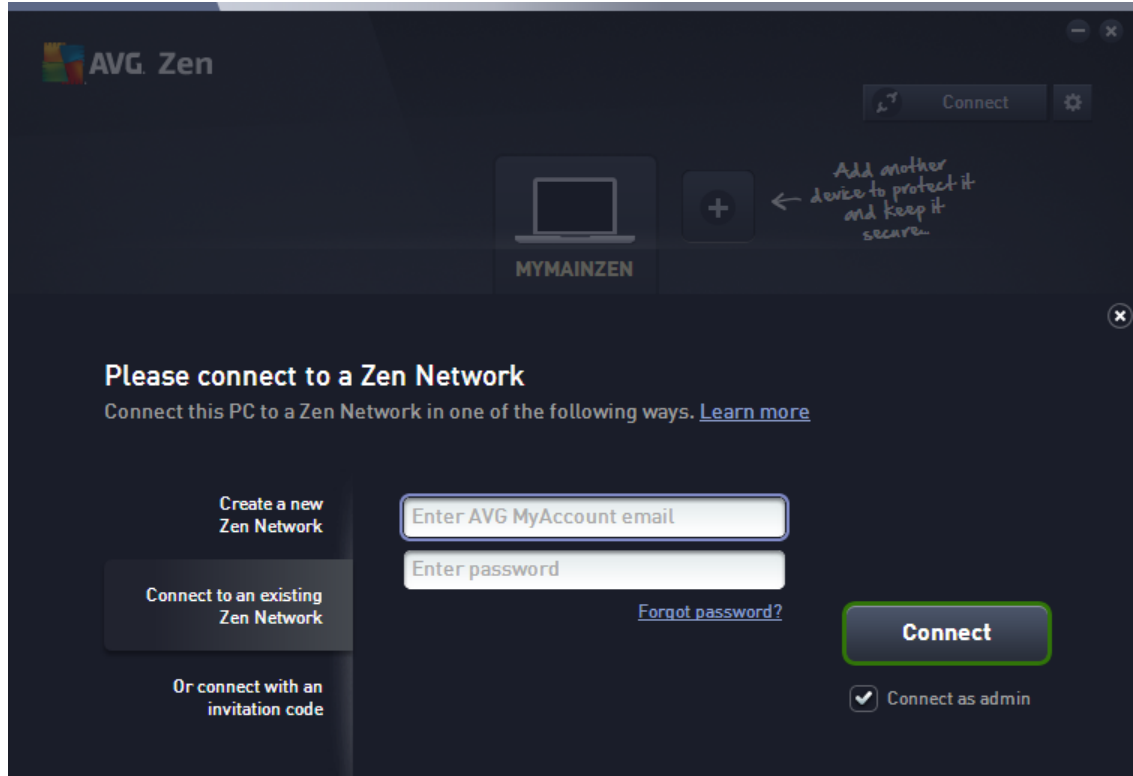 AVG. Zen
Connect
Add another
device to protect it
and keep it
secure
MYMAINZEN
Please connect to a Zen Network
Connect this PC to a Zen Network in one of the following ways. Learn more
Create a new
Zen Network
Enter AVG MyAccount email
Connect to an existing
Zen Network
Enter password
Forgot password?
Connect
Or connect with an
invitation code
Connect as admin